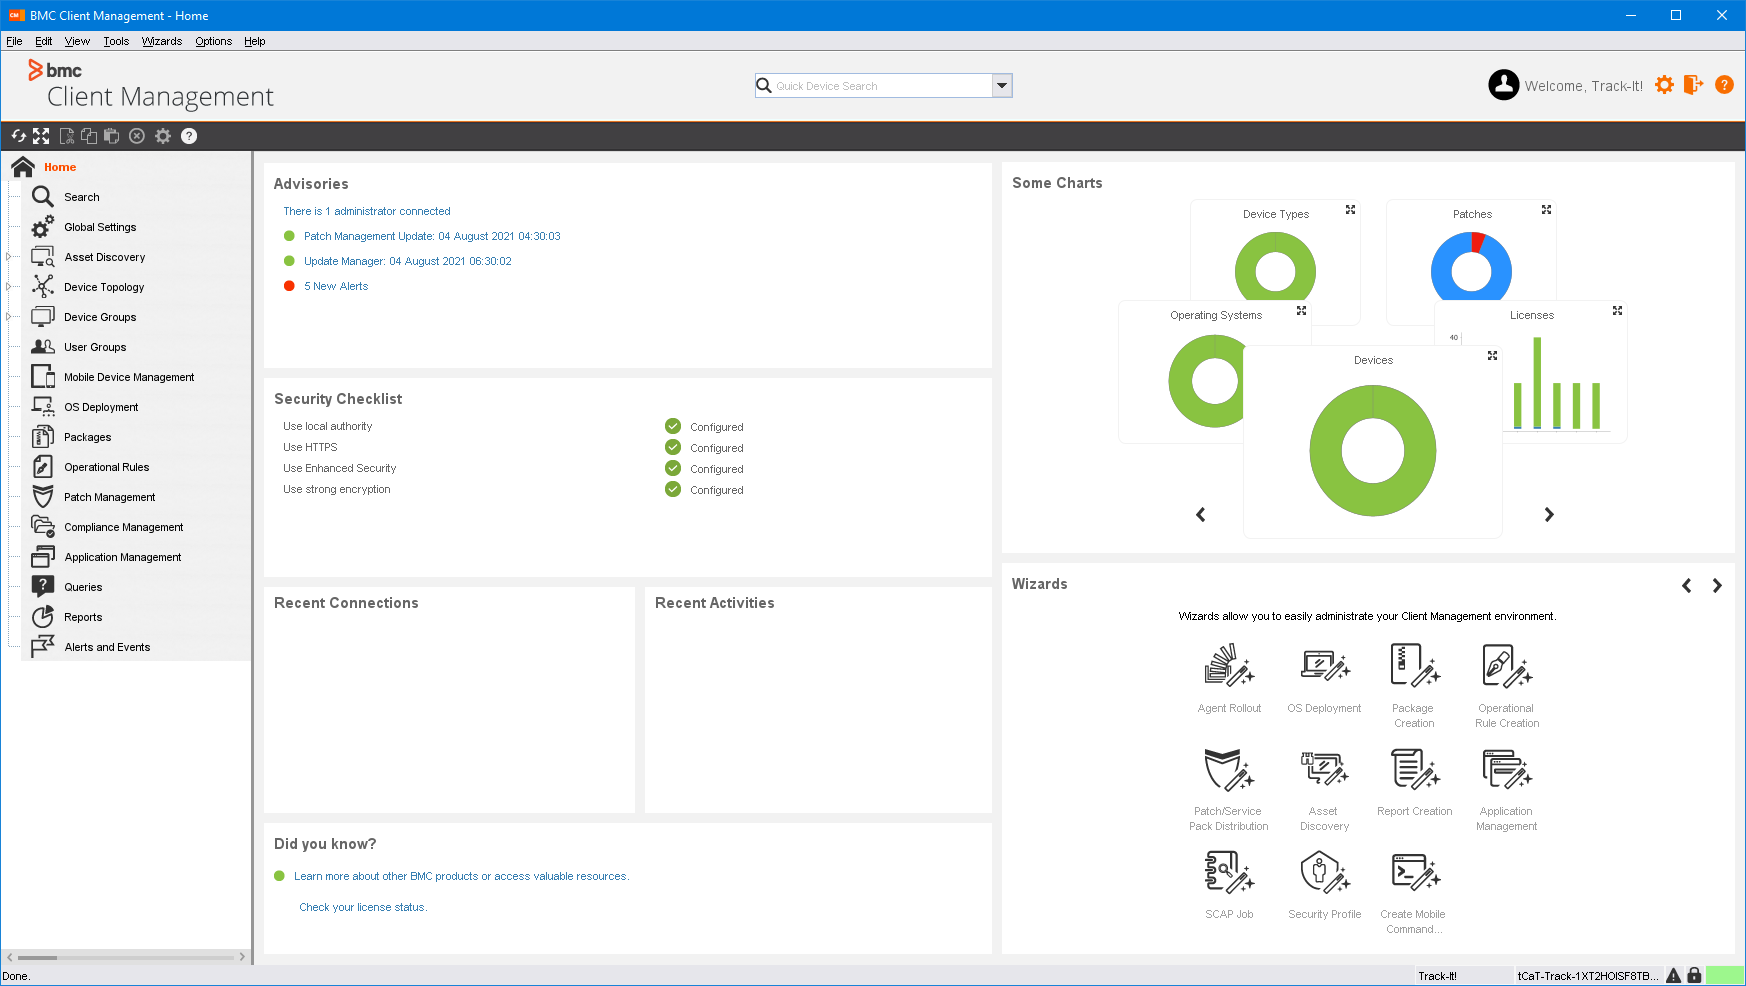 BMC Client Management - Home
File Edit View Tools Wizards Options Help
bmc
Client Management
Quick Device Search
Welcome, Track-It!
Home
Search
Global Settings
Asset Discovery
Device Topology
Device Groups
User Groups
Mobile Device Management
OS Deployment
Packages
Operational Rules
Patch Management
Compliance Management
Application Management
Queries
Reports
Alerts and Events
Advisories
There is 1 administrator connected
Patch Management Update: 04 August 2021 04:30:03
Update Manager: 04 August 2021 06:30:02
5 New Alerts
Security Checklist
Use local authority Configured
Use HTTPS Configured
Use Enhanced Security Configured
Use strong encryption Configured
Recent Connections
Recent Activities
Did you know?
Learn more about other BMC products or access valuable resources.
Check your license status.
Some Charts
Device Types
Patches
Operating Systems
Licenses
40
Devices
Wizards
Wizards allow you to easily administrate your Client Management environment.
Agent Rollout
OS Deployment
Package
Creation
Operational
Rule Creation
Patch/Service
Pack Distribution
Asset
Discovery
Report Creation
Application
Management
SCAP Job
Security Profile
Create Mobile
Command...
Done.
Track-It!
tCaT-Track-1XT2HOISF8TB...